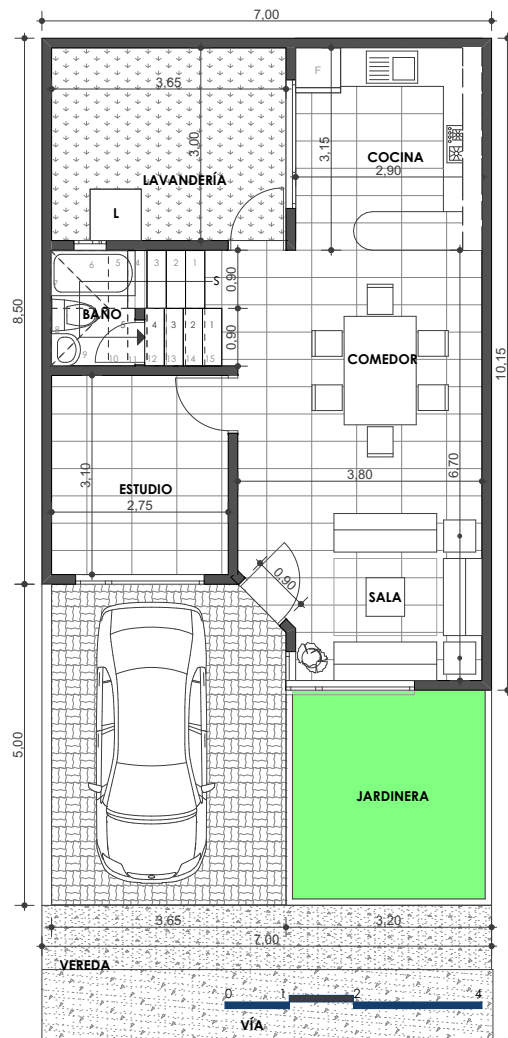 7,00
3,65
F
3,00
3,15
COCINA
2,90
LAVANDERÍA
L
6 5 4 3 2 1
S
7
0,90
8,50
BAÑO
8
5 4 3 2 1
0,90
9 10 11 12 13 14 15
COMEDOR
10,15
3,10
ESTUDIO
2,75
3,80
6,70
0,90
SALA
5,00
JARDINERA
3,65
3,20
7,00
VEREDA
0 1 2 4
VÍA